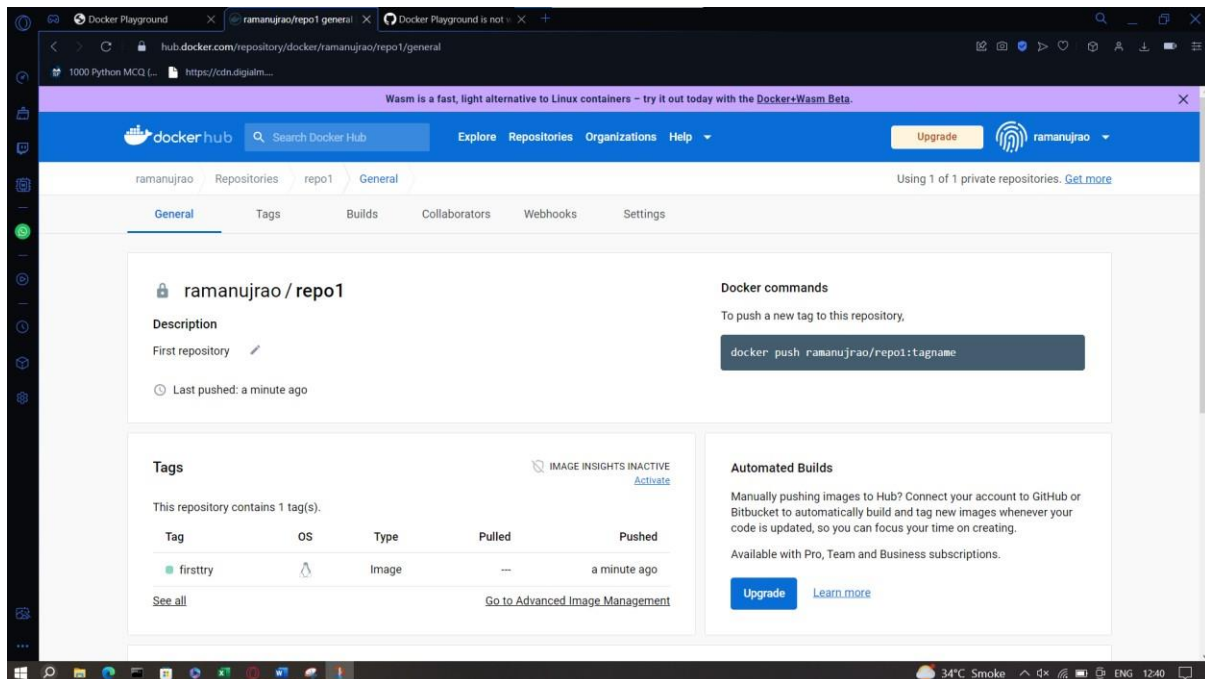 Docker Playground
ramanujrao/repo1 general
Docker Playground is not w
hub.docker.com/repository/docker/ramanujrao/repo1/general
1000 Python MCQ (...
https://cdn.digialm....
Wasm is a fast, light alternative to Linux containers – try it out today with the Docker+Wasm Beta.
dockerhub
Search Docker Hub
Explore Repositories Organizations Help
Upgrade
ramanujrao
ramanujrao Repositories repo1 General
Using 1 of 1 private repositories. Get more
General Tags Builds Collaborators Webhooks Settings
ramanujrao / repo1
Description
First repository
Last pushed: a minute ago
Docker commands
To push a new tag to this repository,
docker push ramanujrao/repo1:tagname
Tags
IMAGE INSIGHTS INACTIVE
Activate
This repository contains 1 tag(s).
Tag OS Type Pulled Pushed
firsttry Image --- a minute ago
See all
Go to Advanced Image Management
Automated Builds
Manually pushing images to Hub? Connect your account to GitHub or
Bitbucket to automatically build and tag new images whenever your
code is updated, so you can focus your time on creating.
Available with Pro, Team and Business subscriptions.
Upgrade
Learn more
34°C Smoke
ENG
12:40